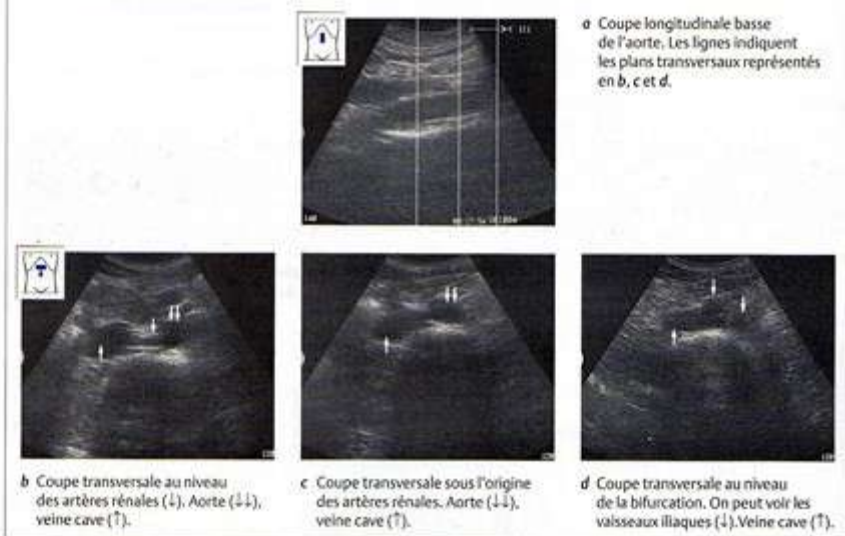 a Coupe longitudinale basse
de l'aorte. Les lignes indiquent
les plans transversaux représentés
en b, c et d.
b Coupe transversale au niveau
des artères rénales (↓). Aorte (↓↓),
veine cave (↑).
c Coupe transversale sous l'origine
des artères rénales. Aorte (↓↓),
veine cave (↑).
d Coupe transversale au niveau
de la bifurcation. On peut voir les
vaisseaux iliaques (↓).Veine cave (↑).